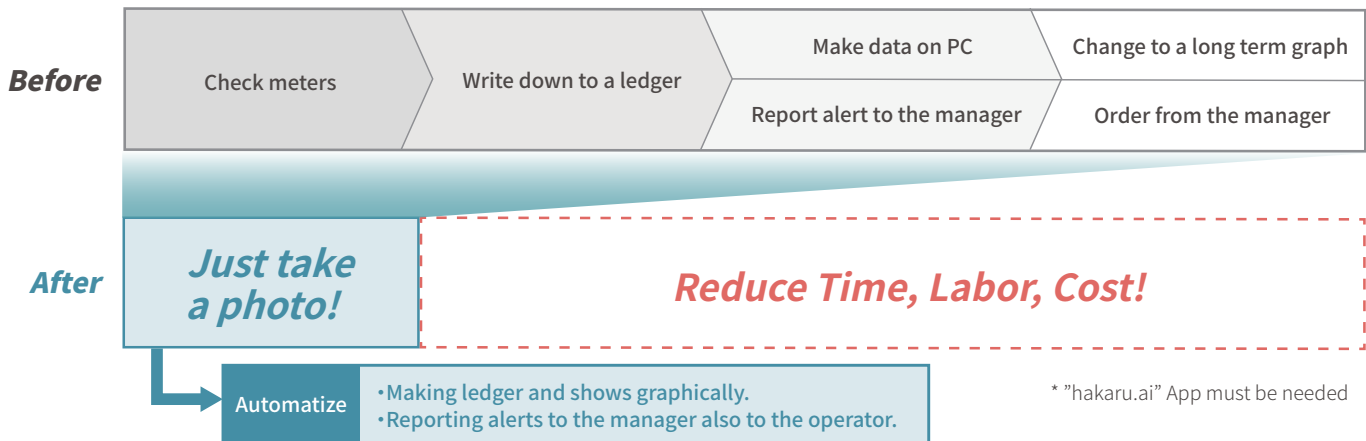 Before
Check meters
Write down to a ledger
Make data on PC
Report alert to the manager
Change to a long term graph
Order from the manager
After
Just take
a photo!
Reduce Time, Labor, Cost!
Automatize
・Making ledger and shows graphically.
・Reporting alerts to the manager also to the operator.
* ”hakaru.ai” App must be needed